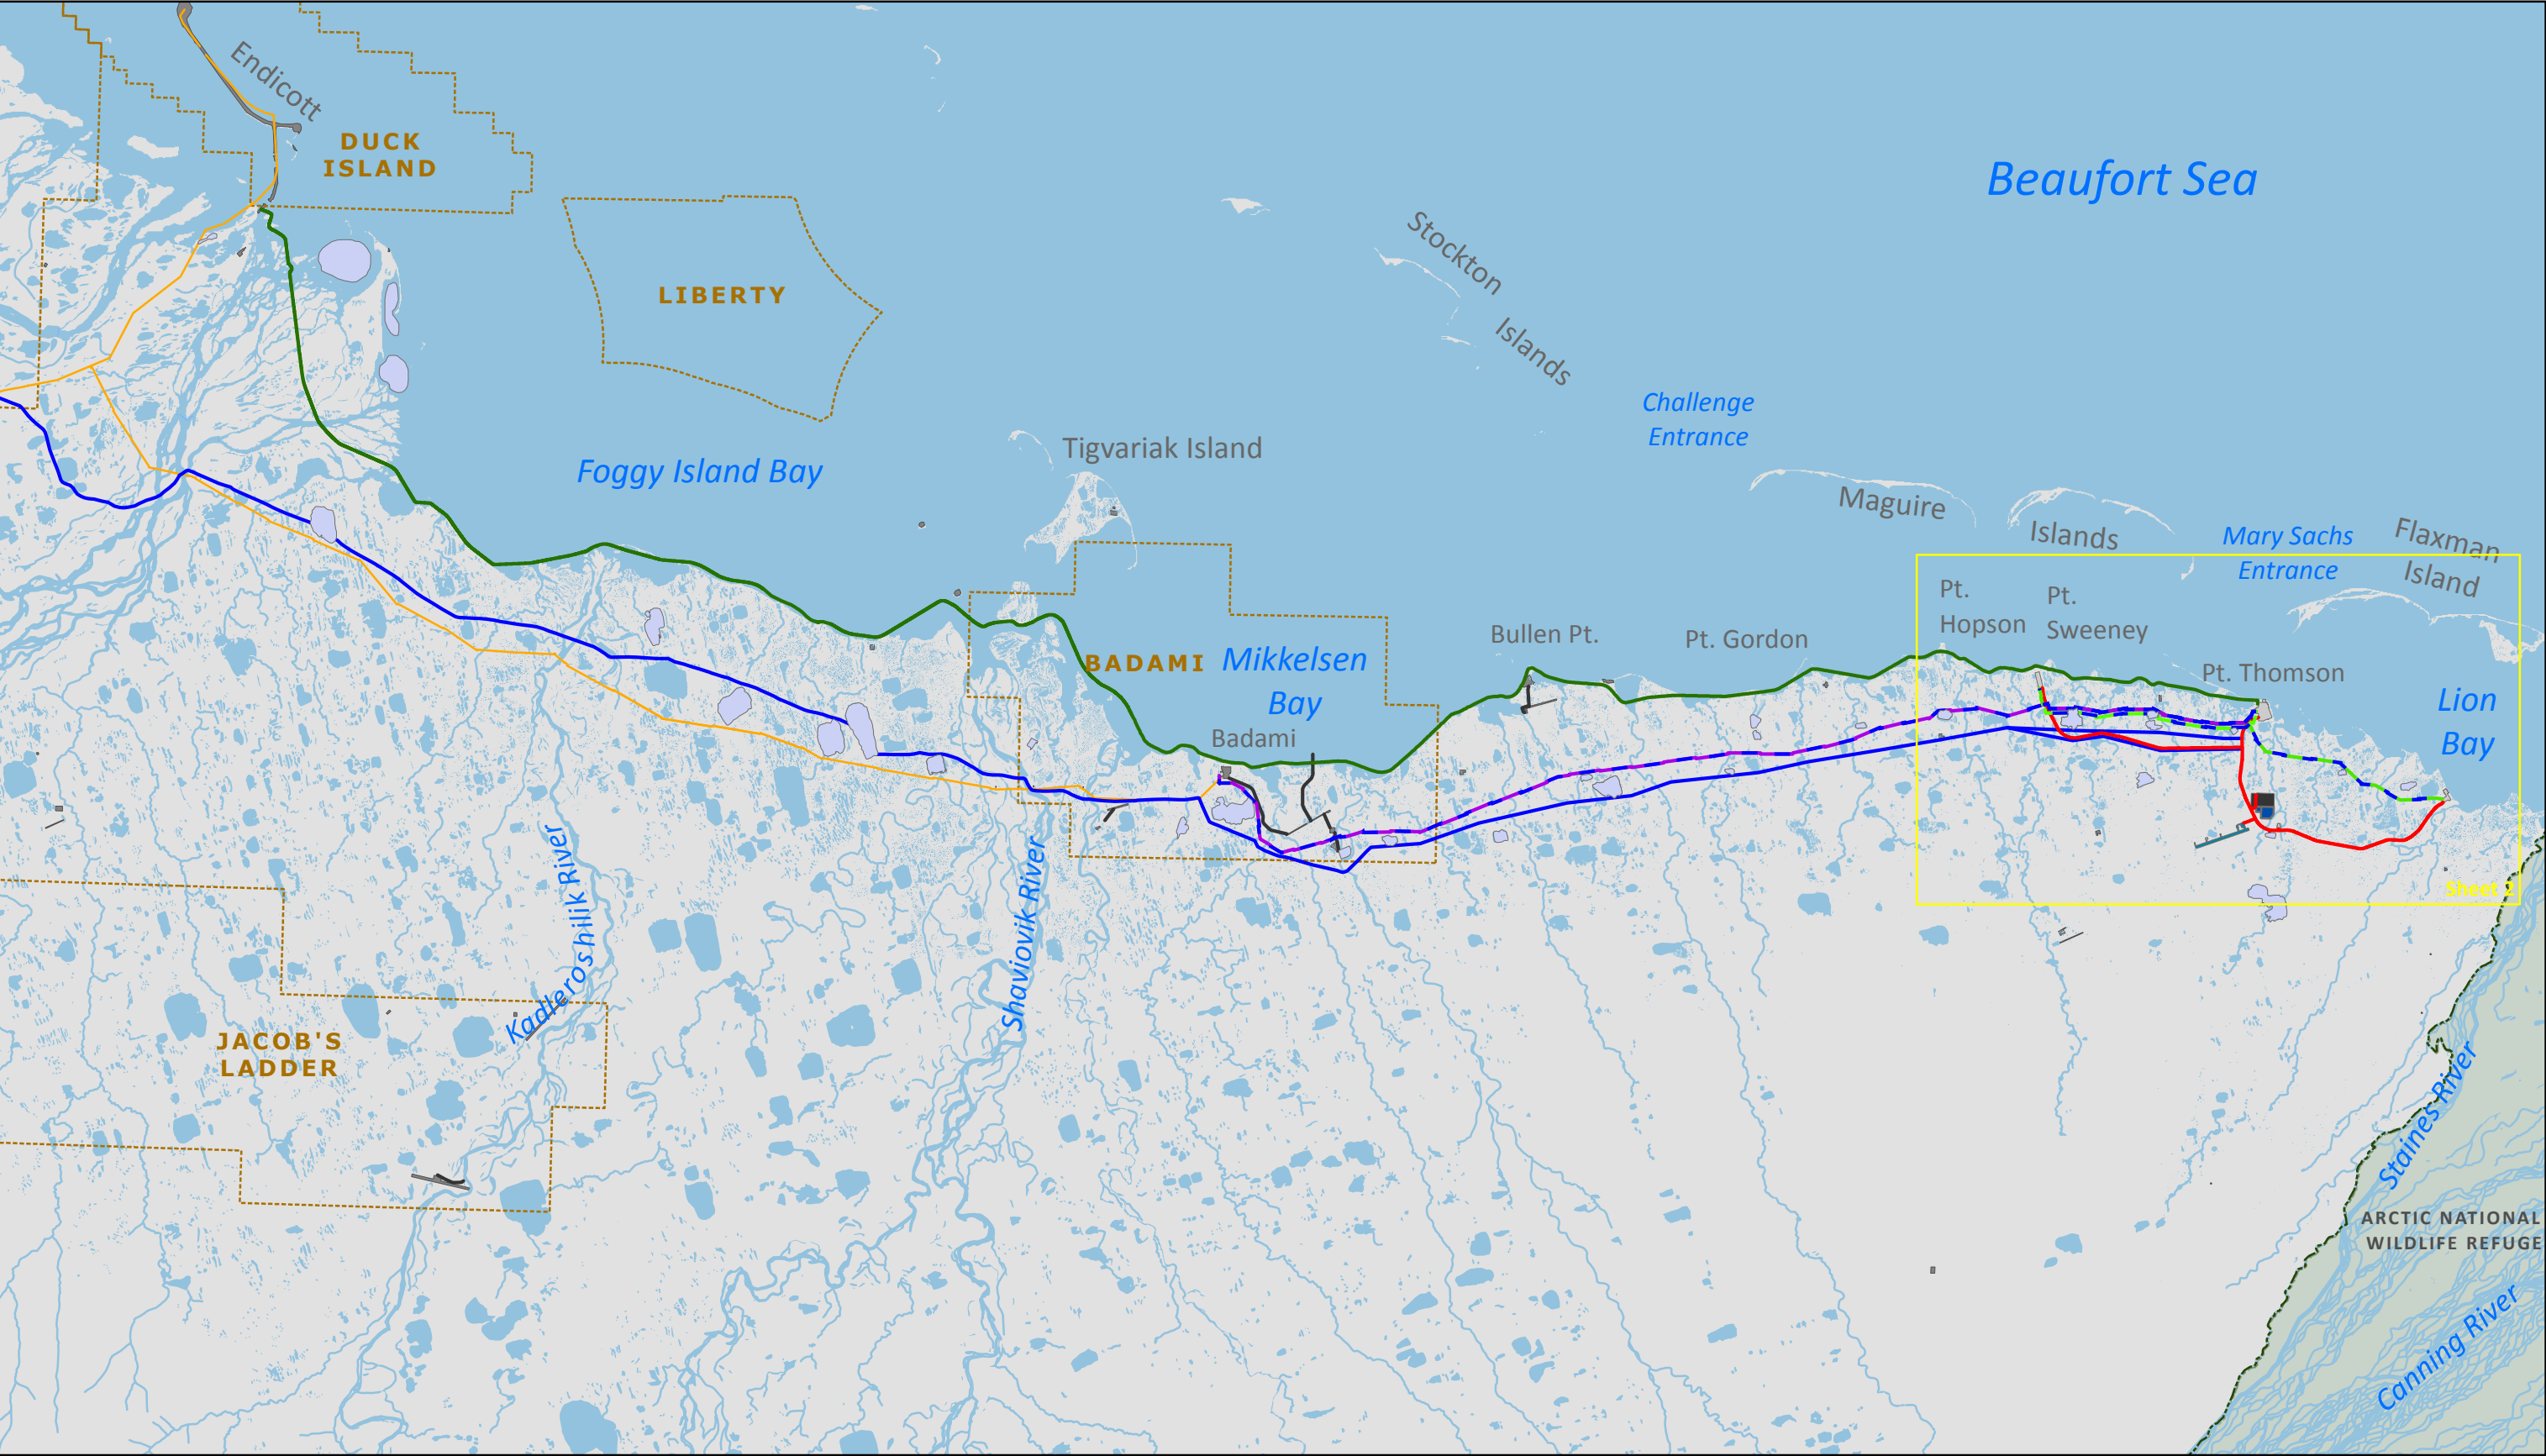 Endicott
DUCK
ISLAND
Beaufort Sea
LIBERTY
Stockton
Islands
Challenge
Entrance
Tigvariak Island
Foggy Island Bay
Maguire
Islands
Mary Sachs
Entrance
Flaxman
Island
Pt.
Hopson
Pt.
Sweeney
Bullen Pt.
Pt. Gordon
BADAMI
Mikkelsen
Bay
Pt. Thomson
Lion
Bay
Badami
Sheet 2
Kadleroshilik River
Shaviovik River
JACOB'S
LADDER
Staines River
ARCTIC NATIONAL
WILDLIFE REFUGE
Canning River